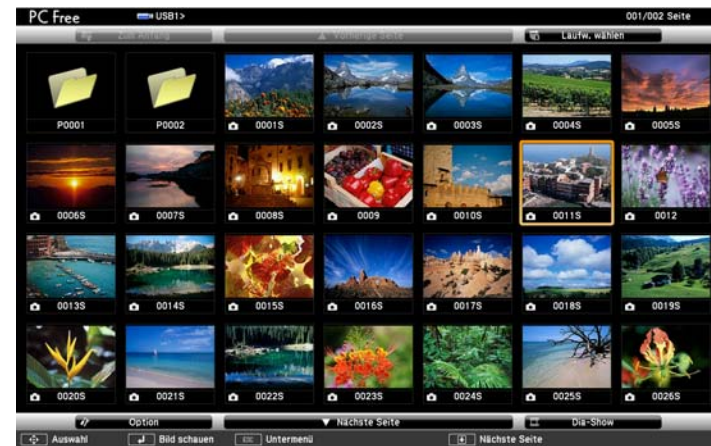 PC Free USB1> 001/002 Seite
Zum Anfang ▲ Vorherige Seite Laufw. wählen
P0001 P0002 0001S 0002S 0003S 0004S 0005S
0006S 0007S 0008S 0009 0010S 0011S 0012
0013S 0014S 0015S 0016S 0017S 0018S 0019S
0020S 0021S 0022S 0023S 0024S 0025S 0026S
Option ▼ Nächste Seite Dia-Show
Auswahl Bild schauen Esc Untermenü Nächste Seite